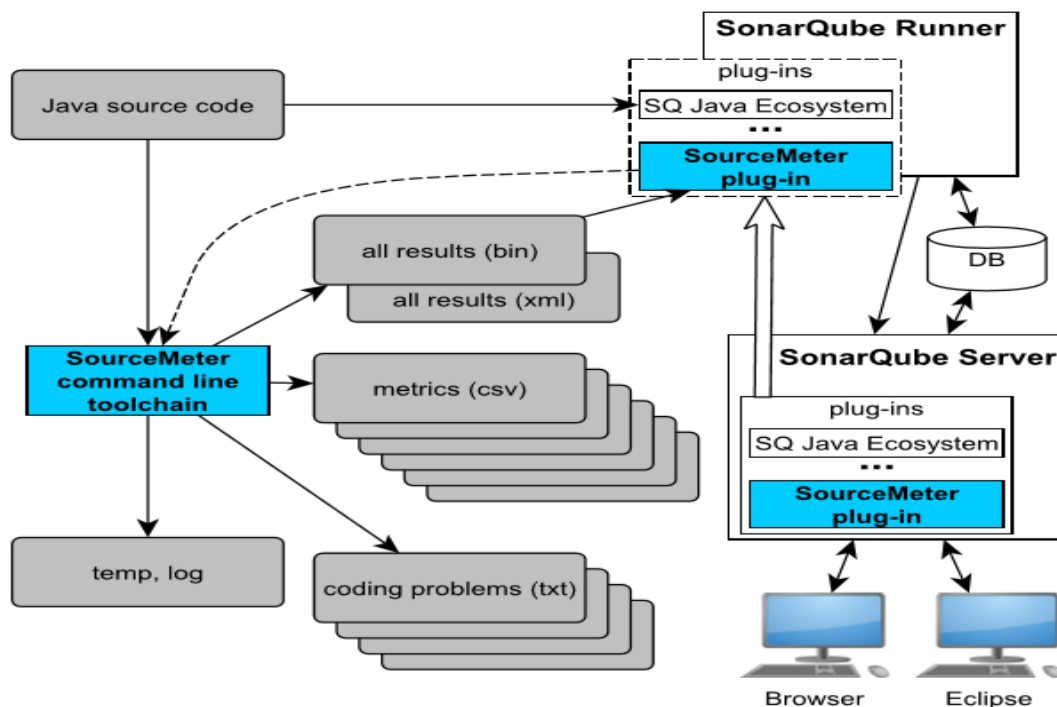 SonarQube Runner
plug-ins
Java source code
SQ Java Ecosystem
...
SourceMeter
plug-in
all results (bin)
DB
all results (xml)
SourceMeter
command line
toolchain
SonarQube Server
metrics (csv)
plug-ins
SQ Java Ecosystem
...
SourceMeter
plug-in
temp, log
coding problems (txt)
Browser
Eclipse